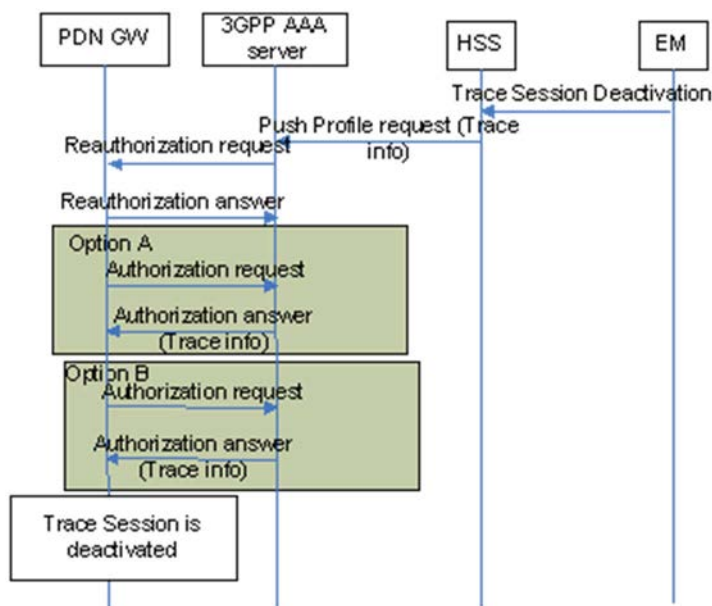 PDN GW
3GPP AAA
server
HSS
EM
Trace Session Deactivation
Push Profile request (Trace
info)
Reauthorization request
Reauthorization answer
Option A
Authorization request
Authorization answer
(Trace info)
Option B
Authorization request
Authorization answer
(Trace info)
Trace Session is
deactivated